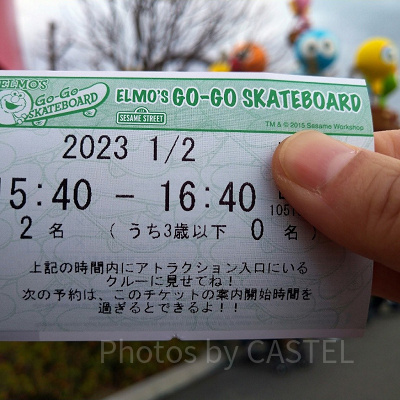 ELMO'S
GO-GO
SKATEBOARD
ELMO'S GO-GO SKATEBOARD
SESAME STREET
TM & © 2015 Sesame Workshop
2023 1/2
15:40 - 16:40
2 名 ( うち3歳以下 0 名 )
上記の時間内にアトラクション入口にいる
クルーに見せてね!
次の予約は、このチケットの案内開始時間を
過ぎるとできるよ!!
Photos by CASTEL